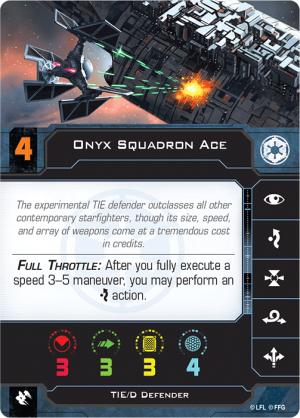 4
ONYX SQUADRON ACE
The experimental TIE defender outclasses all other
contemporary starfighters, though its size, speed,
and array of weapons come at a tremendous cost
in credits.
FULL THROTTLE: After you fully execute a
speed 3–5 maneuver, you may perform an
action.
3 3 3 4
TIE/D DEFENDER
© LFL © FFG